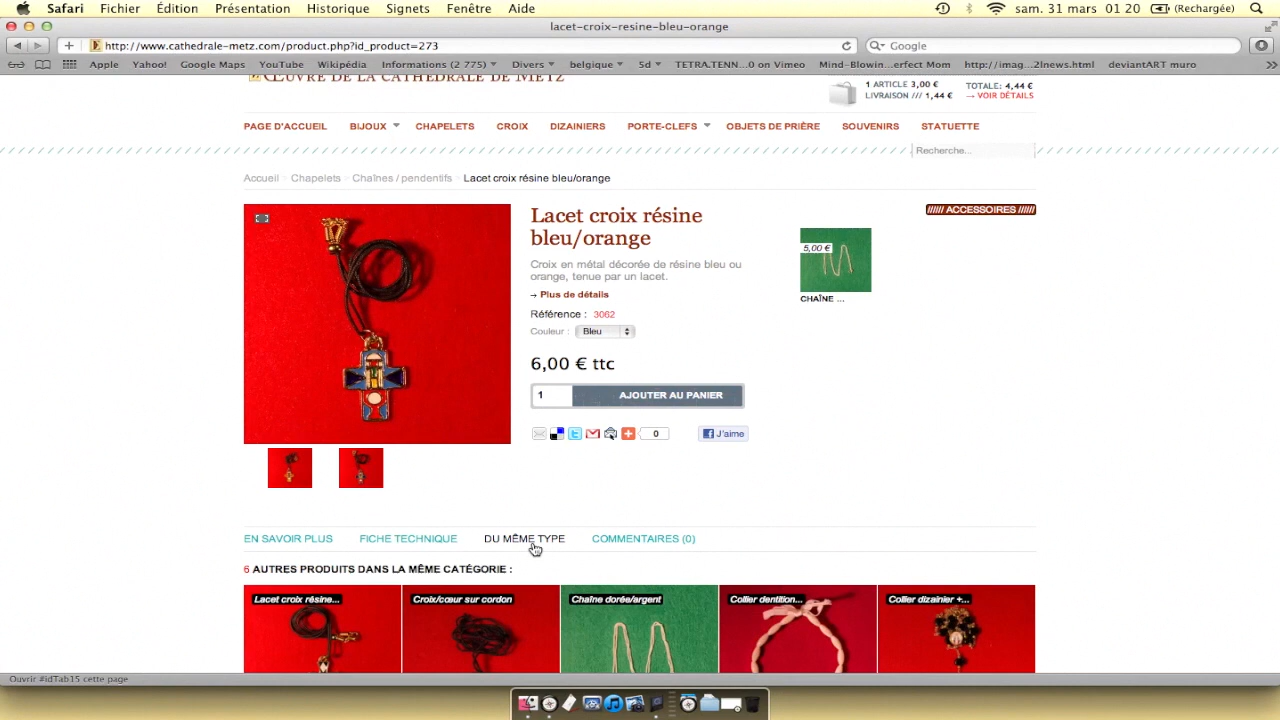 Safari Fichier Édition Présentation Historique Signets Fenêtre Aide sam. 31 mars 01 20 (Rechargée)
lacet-croix-resine-bleu-orange
http://www.cathedrale-metz.com/product.php?id_product=273
Google
Apple Yahoo! Google Maps YouTube Wikipédia Informations (2 775) Divers belgique 5d TETRA.TENN...0 on Vimeo Mind-Blowin...erfect Mom http://imag...2lnews.html deviantART muro
ŒUVRE DE LA CATHÉDRALE DE METZ
1 ARTICLE 3,00 € TOTALE: 4,44 €
LIVRAISON /// 1,44 € → VOIR DÉTAILS
PAGE D'ACCUEIL BIJOUX CHAPELETS CROIX DIZAINIERS PORTE-CLEFS OBJETS DE PRIÈRE SOUVENIRS STATUETTE
Recherche...
Accueil Chapelets Chaînes / pendentifs Lacet croix résine bleu/orange
Lacet croix résine
bleu/orange
////// ACCESSOIRES //////
5,00 €
CHAÎNE ...
Croix en métal décorée de résine bleu ou
orange, tenue par un lacet.
→ Plus de détails
Référence : 3062
Couleur : Bleu
6,00 € ttc
1 AJOUTER AU PANIER
0 J'aime
EN SAVOIR PLUS FICHE TECHNIQUE DU MÊME TYPE COMMENTAIRES (0)
6 AUTRES PRODUITS DANS LA MÊME CATÉGORIE :
Lacet croix résine... Croix/cœur sur cordon Chaîne dorée/argent Collier dentition... Collier dizainier +...
Ouvrir #idTab15 cette page